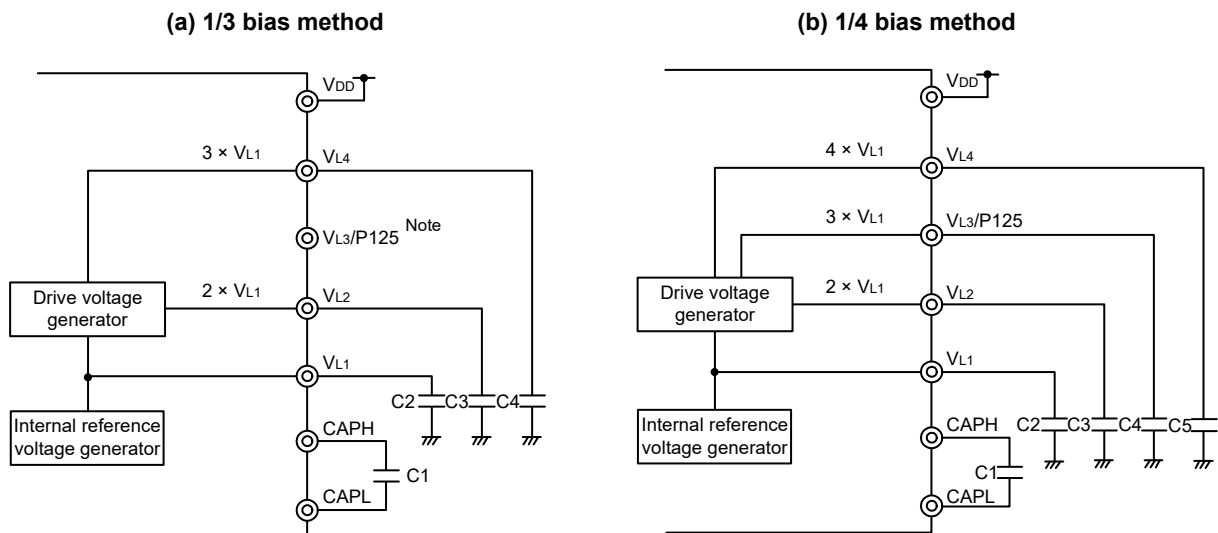 (a) 1/3 bias method
VDD
3 × VL1
VL4
VL3/P125 Note
Drive voltage
generator
2 × VL1
VL2
VL1
C2
C3
C4
Internal reference
voltage generator
CAPH
C1
CAPL
(b) 1/4 bias method
VDD
4 × VL1
VL4
3 × VL1
VL3/P125
Drive voltage
generator
2 × VL1
VL2
VL1
C2
C3
C4
C5
Internal reference
voltage generator
CAPH
C1
CAPL